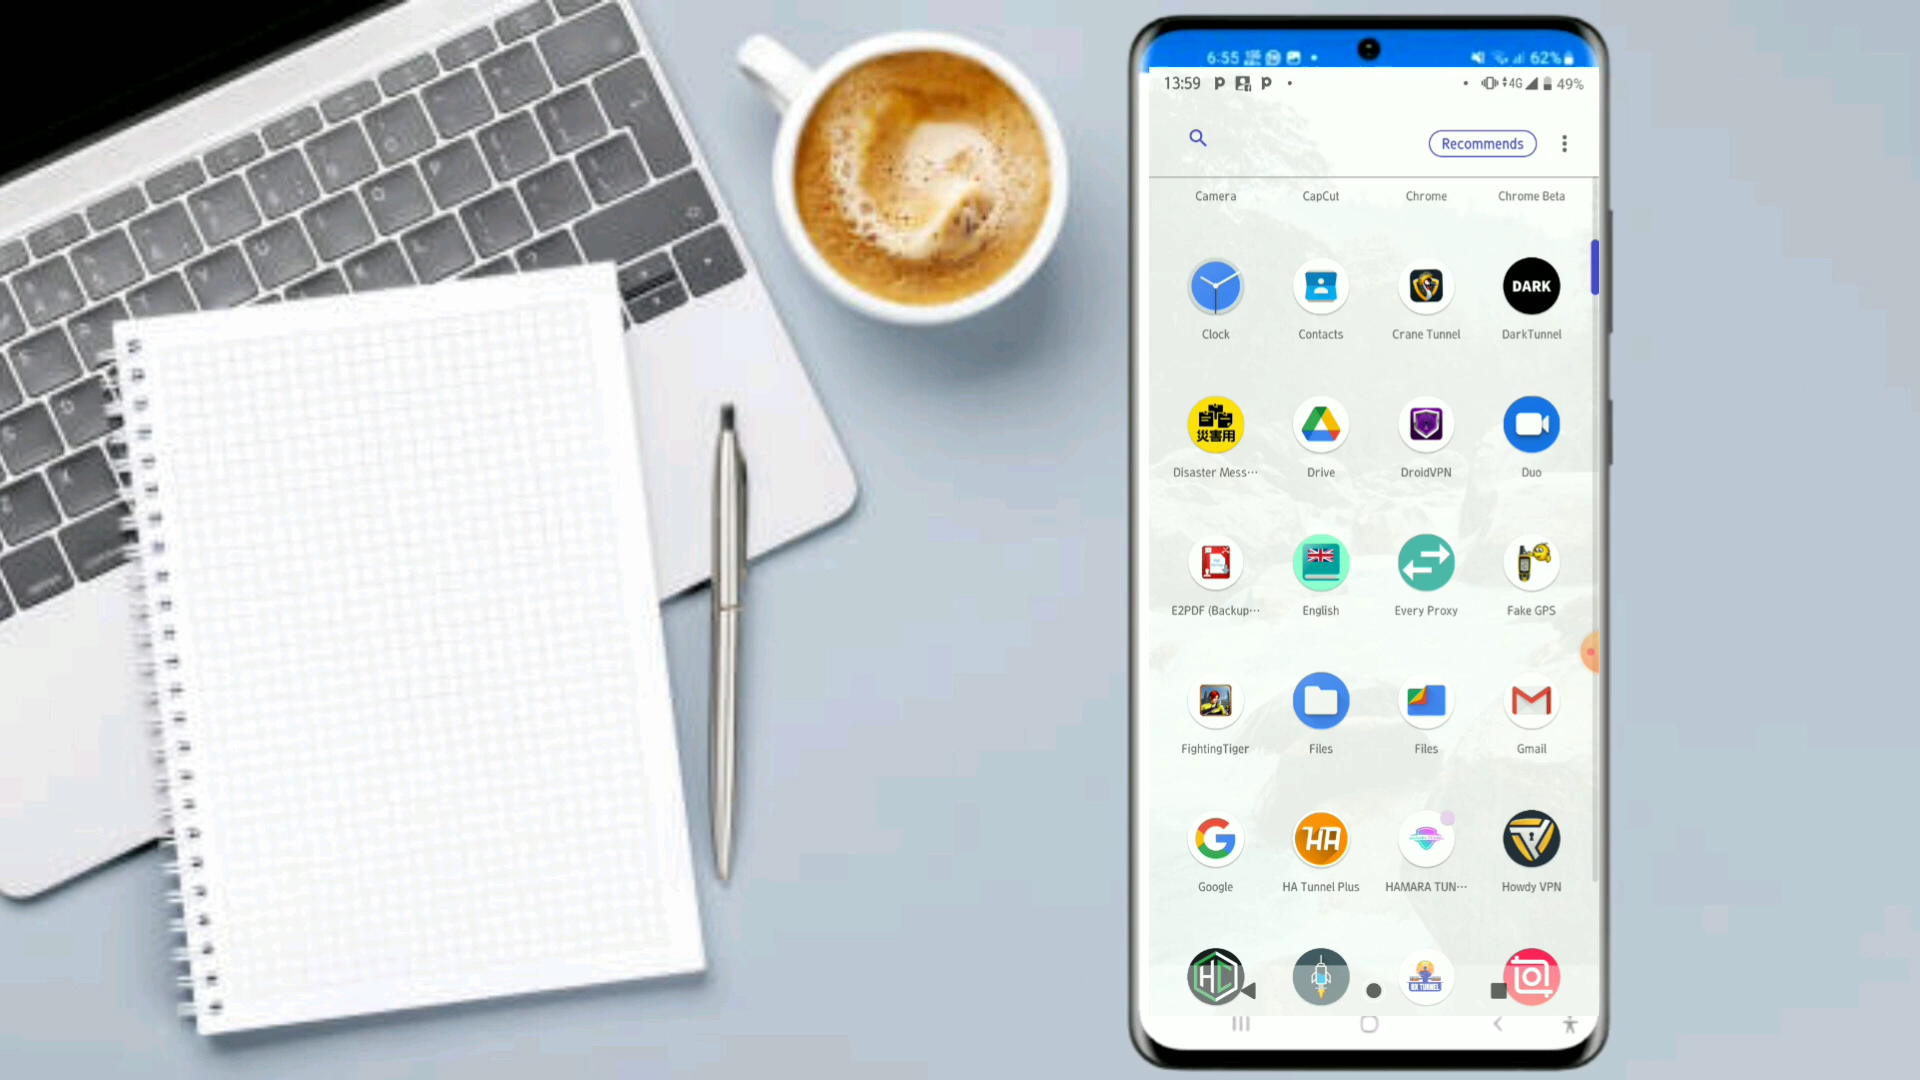 6:55 62%
13:59 4G 49%
Recommends
Camera CapCut Chrome Chrome Beta
DARK
Clock Contacts Crane Tunnel DarkTunnel
災害用
Disaster Mess… Drive DroidVPN Duo
E2PDF (Backup… English Every Proxy Fake GPS
FightingTiger Files Files Gmail
HA
Google HA Tunnel Plus HAMARA TUN… Howdy VPN
HC